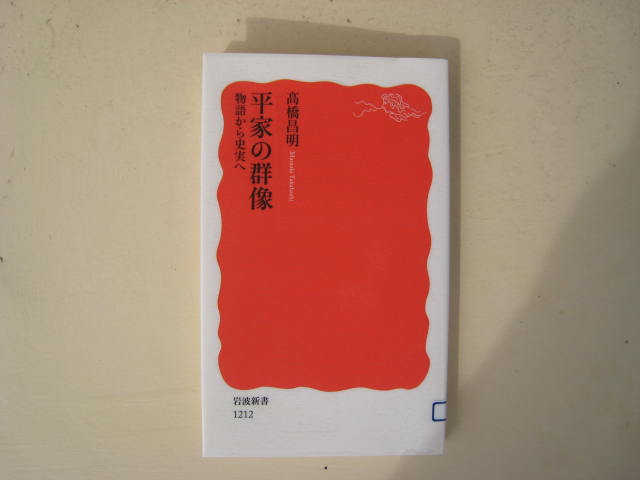 髙橋昌明
Masaaki Takahashi
平家の群像
物語から史実へ
岩波新書
1212